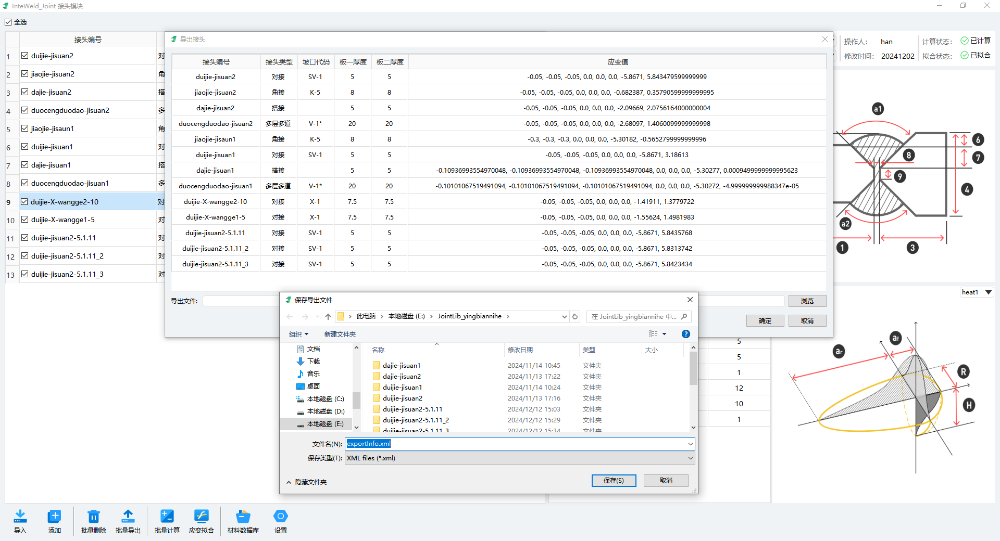 InteWeld_Joint 接头模块
全选
接头编号
1 duijie-jisuan2 对
2 jiaojie-jisuan2 角
3 dajie-jisuan2 搭
4 duocengduodao-jisuan2 多
5 jiaojie-jisaun1 角
6 duijie-jisuan1 对
7 dajie-jisuan1 搭
8 duocengduodao-jisuan1 多
9 duijie-X-wangge2-10 对
10 duijie-X-wangge1-5 对
11 duijie-jisuan2-5.1.11 对
12 duijie-jisuan2-5.1.11_2 对
13 duijie-jisuan2-5.1.11_3 对
导出接头
接头编号 接头类型 坡口代码 板一厚度 板二厚度 应变值
duijie-jisuan2 对接 SV-1 5 5 -0.05, -0.05, -0.05, 0.0, 0.0, 0.0, -5.8671, 5.843479599999999
jiaojie-jisuan2 角接 K-5 8 8 -0.05, -0.05, -0.05, 0.0, 0.0, 0.0, -0.682387, 0.35790599999999995
dajie-jisuan2 搭接 5 5 -0.05, -0.05, -0.05, 0.0, 0.0, 0.0, -2.09669, 2.0756164000000004
duocengduodao-jisuan2 多层多道 V-1* 20 20 -0.05, -0.05, -0.05, 0.0, 0.0, 0.0, -2.68097, 1.4060099999999998
jiaojie-jisaun1 角接 K-5 8 8 -0.3, -0.3, -0.3, 0.0, 0.0, 0.0, -5.30182, -0.5652799999999996
duijie-jisuan1 对接 SV-1 5 5 -0.05, -0.05, -0.05, 0.0, 0.0, 0.0, -5.8671, 3.18613
dajie-jisuan1 搭接 5 5 -0.10936993554970048, -0.10936993554970048, -0.10936993554970048, 0.0, 0.0, 0.0, -5.30277, 0.0009499999999995623
duocengduodao-jisuan1 多层多道 V-1* 20 20 -0.10101067519491094, -0.10101067519491094, -0.10101067519491094, 0.0, 0.0, 0.0, -5.30272, -4.999999999988347e-05
duijie-X-wangge2-10 对接 X-1 7.5 7.5 -0.05, -0.05, -0.05, 0.0, 0.0, 0.0, -1.41911, 1.3779722
duijie-X-wangge1-5 对接 X-1 7.5 7.5 -0.05, -0.05, -0.05, 0.0, 0.0, 0.0, -1.55624, 1.4981983
duijie-jisuan2-5.1.11 对接 SV-1 5 5 -0.05, -0.05, -0.05, 0.0, 0.0, 0.0, -5.8671, 5.8435768
duijie-jisuan2-5.1.11_2 对接 SV-1 5 5 -0.05, -0.05, -0.05, 0.0, 0.0, 0.0, -5.8671, 5.8313742
duijie-jisuan2-5.1.11_3 对接 SV-1 5 5 -0.05, -0.05, -0.05, 0.0, 0.0, 0.0, -5.8671, 5.8423434
导出文件: 浏览
确定 取消
操作人: han 计算状态: 已计算
修改时间: 20241202 拟合状态: 已拟合
a1
6
7
8
9
4
a2
1
3
heat1
5
5
1
12
10
1
af
ar
R
H
保存导出文件
此电脑 本地磁盘 (E:) JointLib_yingbiannihe 在 JointLib_yingbiannihe 中...
组织 新建文件夹
文档
下载
音乐
桌面
本地磁盘 (C:)
本地磁盘 (D:)
本地磁盘 (E:)
名称 修改日期 类型 大小
dajie-jisuan1 2024/11/14 10:45 文件夹
dajie-jisuan2 2024/11/13 17:22 文件夹
duijie-jisuan1 2024/11/14 10:24 文件夹
duijie-jisuan2 2024/11/13 17:16 文件夹
duijie-jisuan2-5.1.11 2024/12/12 15:03 文件夹
duijie-jisuan2-5.1.11_2 2024/12/12 15:29 文件夹
duijie-jisuan2-5.1.11_3 2024/12/12 15:34 文件夹
文件名(N): exportInfo.xml
保存类型(T): XML files (*.xml)
隐藏文件夹 保存(S) 取消
导入 添加 批量删除 批量导出 批量计算 应变拟合 材料数据库 设置